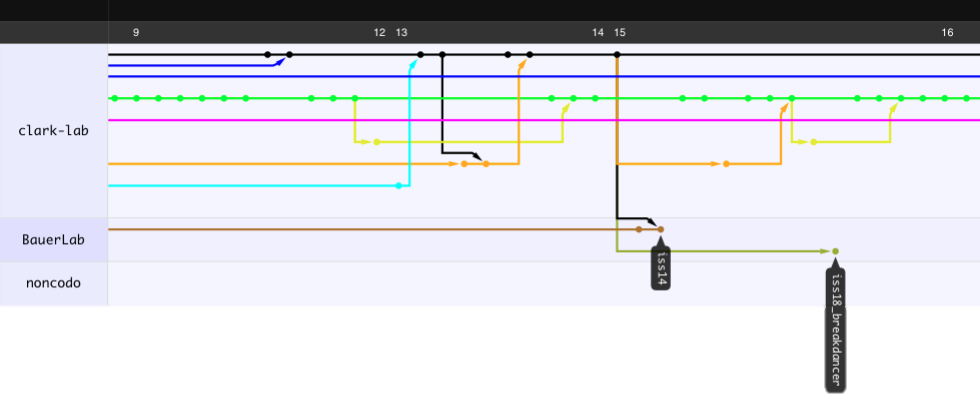 9 12 13 14 15 16
clark-lab
BauerLab
noncodo
iss14
iss18_breakdancer